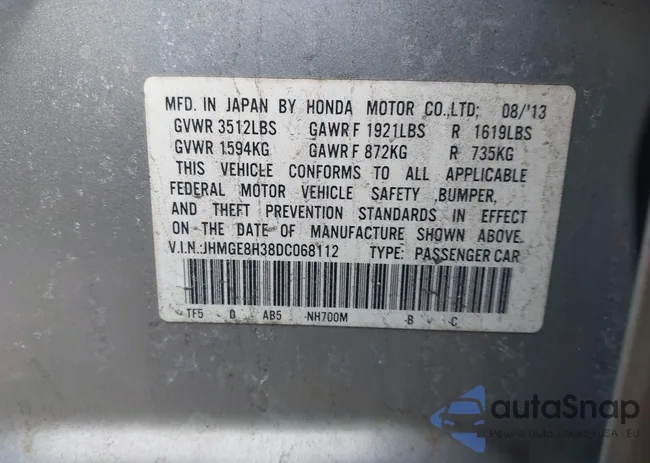 MFD. IN JAPAN BY HONDA MOTOR CO.,LTD; 08/'13
GVWR 3512LBS GAWR F 1921LBS R 1619LBS
GVWR 1594KG GAWR F 872KG R 735KG
THIS VEHICLE CONFORMS TO ALL APPLICABLE
FEDERAL MOTOR VEHICLE SAFETY ,BUMPER,
AND THEFT PREVENTION STANDARDS IN EFFECT
ON THE DATE OF MANUFACTURE SHOWN ABOVE.
V.I.N.:JHMGE8H38DC068112 TYPE: PASSENGER CAR
TF5 - D - AB5 -NH700M -B - -C
autoSnap